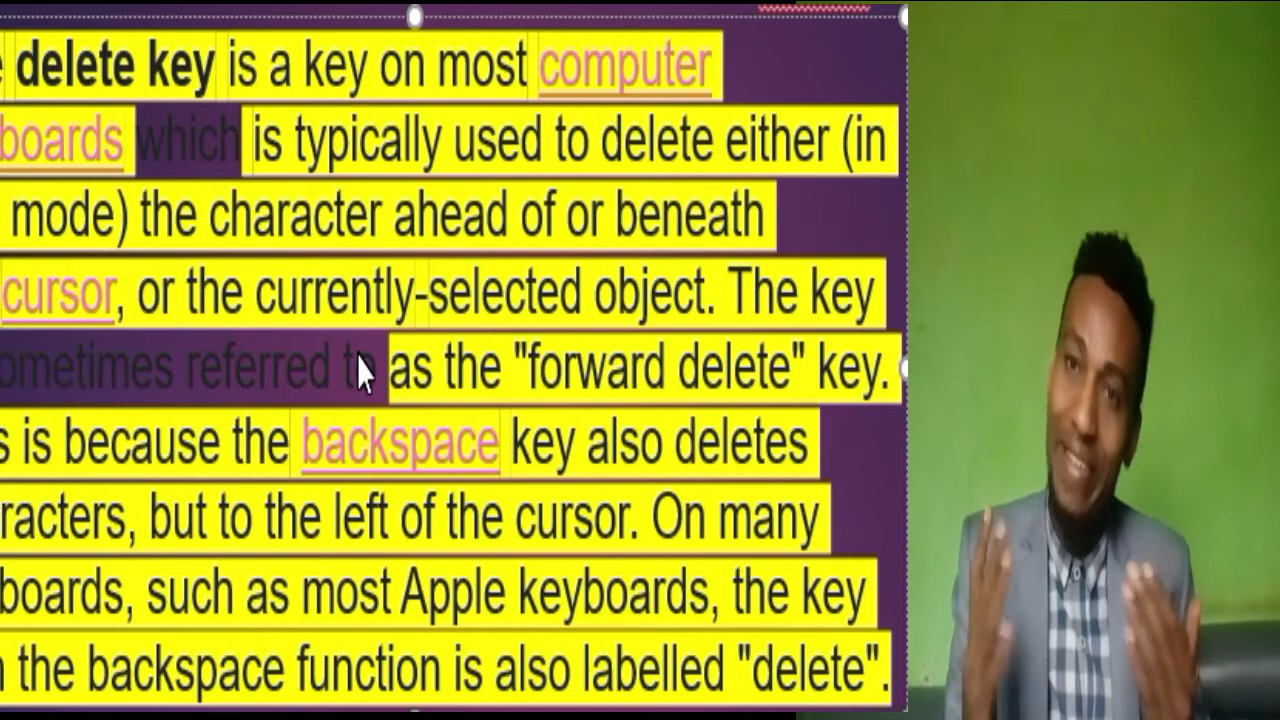 delete key is a key on most computer
boards which is typically used to delete either (in
mode) the character ahead of or beneath
cursor, or the currently-selected object. The key
ometimes referred to as the "forward delete" key.
s is because the backspace key also deletes
racters, but to the left of the cursor. On many
boards, such as most Apple keyboards, the key
the backspace function is also labelled "delete".